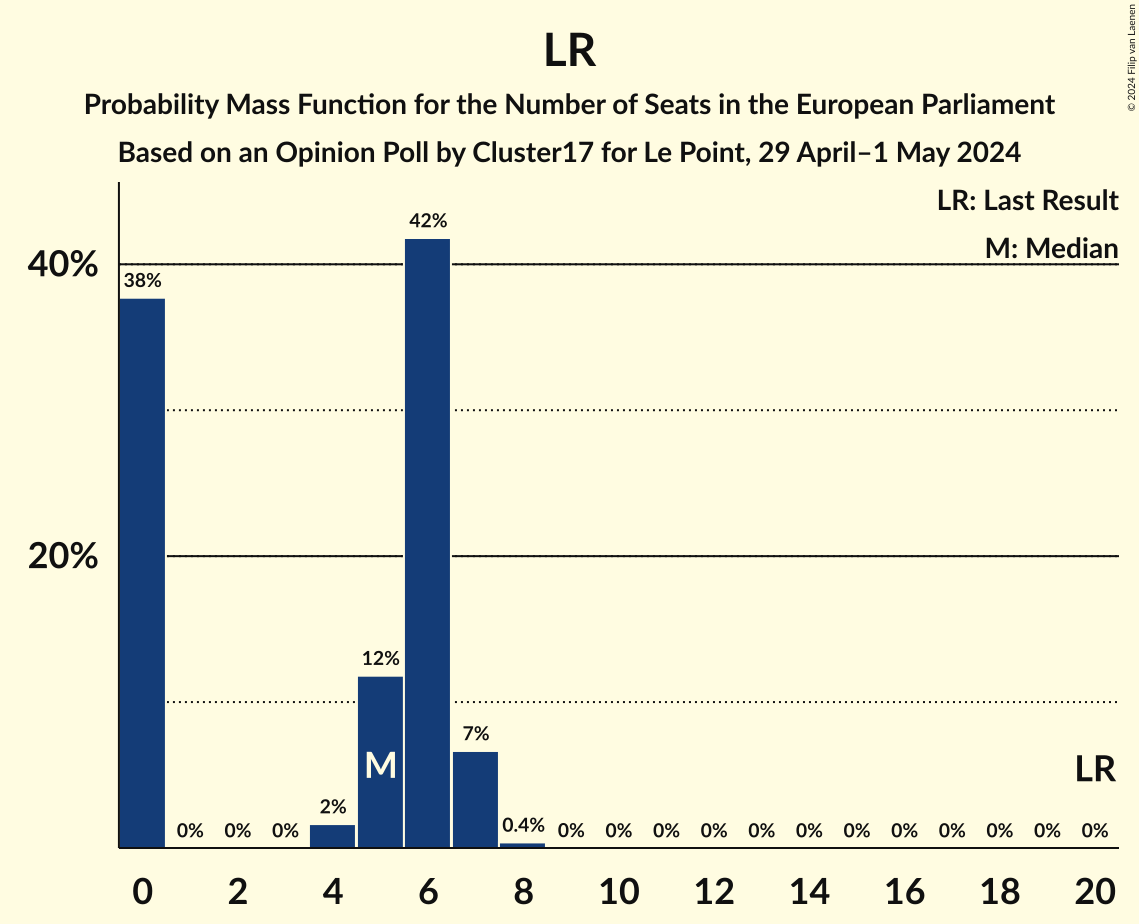 LR
Probability Mass Function for the Number of Seats in the European Parliament
Based on an Opinion Poll by Cluster17 for Le Point, 29 April–1 May 2024
© 2024 Filip van Laenen
LR: Last Result
M: Median
40%
20%
38%
0%
0%
0%
2%
12%
42%
7%
0.4%
0%
0%
0%
0%
0%
0%
0%
0%
0%
0%
0%
0%
M
LR
0 2 4 6 8 10 12 14 16 18 20